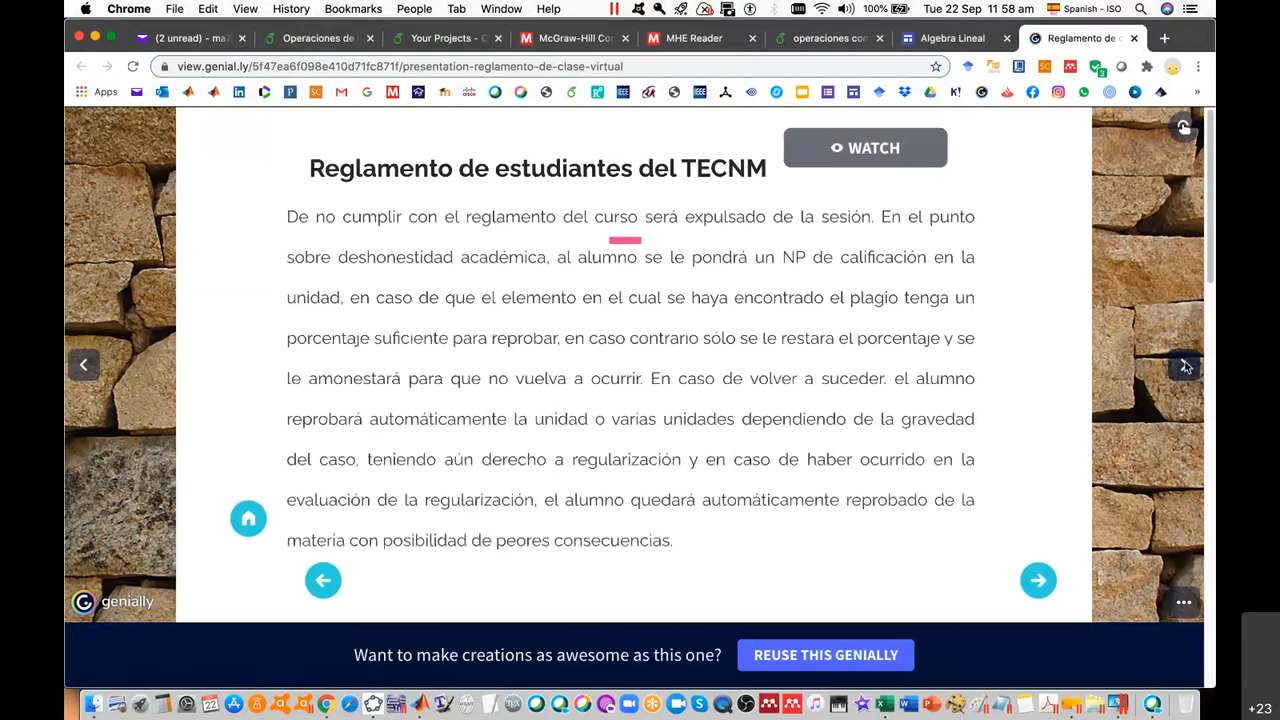 Chrome File Edit View History Bookmarks People Tab Window Help 100% Tue 22 Sep 11:58 am Spanish - ISO
(2 unread) - ma Operaciones de Your Projects - O McGraw-Hill Con MHE Reader operaciones con Algebra Lineal Reglamento de c
view.genial.ly/5f47ea6f098e410d71fc871f/presentation-reglamento-de-clase-virtual
Apps
WATCH
Reglamento de estudiantes del TECNM
De no cumplir con el reglamento del curso será expulsado de la sesión. En el punto
sobre deshonestidad académica, al alumno se le pondrá un NP de calificación en la
unidad, en caso de que el elemento en el cual se haya encontrado el plagio tenga un
porcentaje suficiente para reprobar, en caso contrario sólo se le restara el porcentaje y se
le amonestará para que no vuelva a ocurrir. En caso de volver a suceder. el alumno
reprobará automáticamente la unidad o varias unidades dependiendo de la gravedad
del caso, teniendo aún derecho a regularización y en caso de haber ocurrido en la
evaluación de la regularización, el alumno quedará automáticamente reprobado de la
materia con posibilidad de peores consecuencias.
genially
Want to make creations as awesome as this one? REUSE THIS GENIALLY
+23